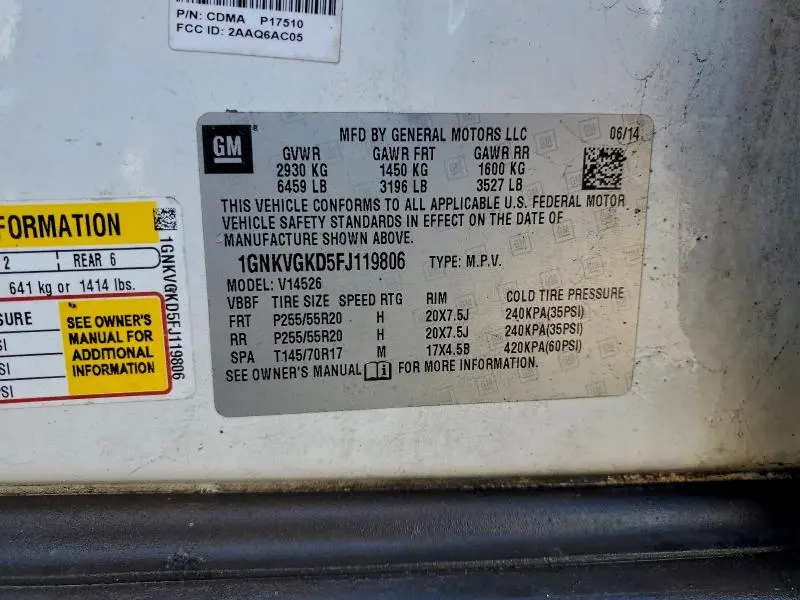 P/N: CDMA P17510
FCC ID: 2AAQ6AC05
GM
MFD BY GENERAL MOTORS LLC 06/14
GVWR GAWR FRT GAWR RR
2930 KG 1450 KG 1600 KG
6459 LB 3196 LB 3527 LB
THIS VEHICLE CONFORMS TO ALL APPLICABLE U.S. FEDERAL MOTOR
VEHICLE SAFETY STANDARDS IN EFFECT ON THE DATE OF
MANUFACTURE SHOWN ABOVE.
1GNKVGKD5FJ119806 TYPE: M.P.V.
MODEL: V14526
VBBF TIRE SIZE SPEED RTG RIM COLD TIRE PRESSURE
FRT P255/55R20 H 20X7.5J 240KPA(35PSI)
RR P255/55R20 H 20X7.5J 240KPA(35PSI)
SPA T145/70R17 M 17X4.5B 420KPA(60PSI)
SEE OWNER'S MANUAL FOR MORE INFORMATION.
FORMATION
2 REAR 6
641 kg or 1414 lbs.
SURE
SI
SI
PSI
SEE OWNER'S
MANUAL FOR
ADDITIONAL
INFORMATION
1GNKVGKD5FJ119806